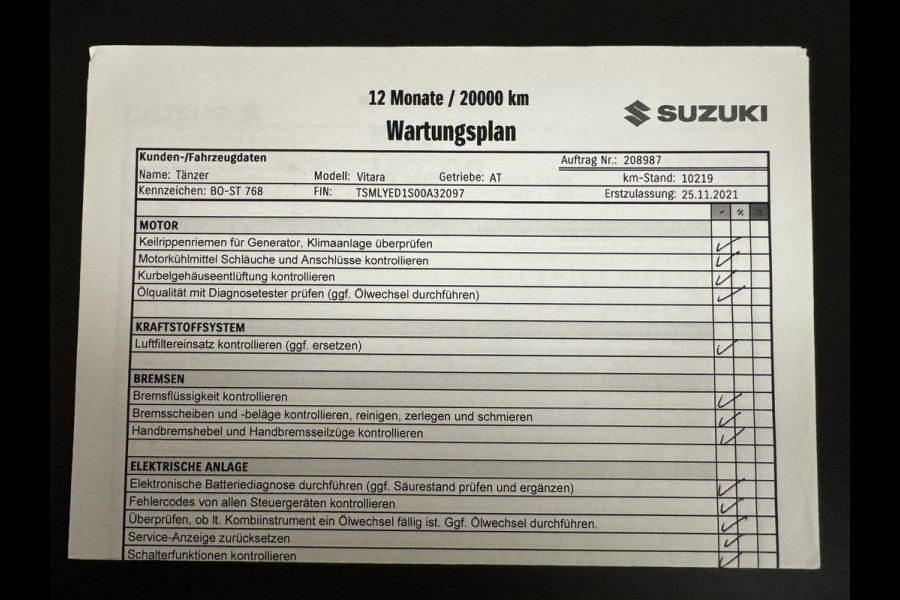 12 Monate / 20000 km
SUZUKI
Wartungsplan
Kunden-/Fahrzeugdaten Auftrag Nr.: 208987
Name: Tänzer Modell: Vitara Getriebe: AT km-Stand: 10219
Kennzeichen: BO-ST 768 FIN: TSMLYED1S00A32097 Erstzulassung: 25.11.2021
MOTOR
Keilrippenriemen für Generator, Klimaanlage überprüfen
Motorkühlmittel Schläuche und Anschlüsse kontrollieren
Kurbelgehäuseentlüftung kontrollieren
Ölqualität mit Diagnosetester prüfen (ggf. Ölwechsel durchführen)
KRAFTSTOFFSYSTEM
Luftfiltereinsatz kontrollieren (ggf. ersetzen)
BREMSEN
Bremsflüssigkeit kontrollieren
Bremsscheiben und -beläge kontrollieren, reinigen, zerlegen und schmieren
Handbremshebel und Handbremsseilzüge kontrollieren
ELEKTRISCHE ANLAGE
Elektronische Batteriediagnose durchführen (ggf. Säurestand prüfen und ergänzen)
Fehlercodes von allen Steuergeräten kontrollieren
Überprüfen, ob lt. Kombiinstrument ein Ölwechsel fällig ist. Ggf. Ölwechsel durchführen.
Service-Anzeige zurücksetzen
Schalterfunktionen kontrollieren